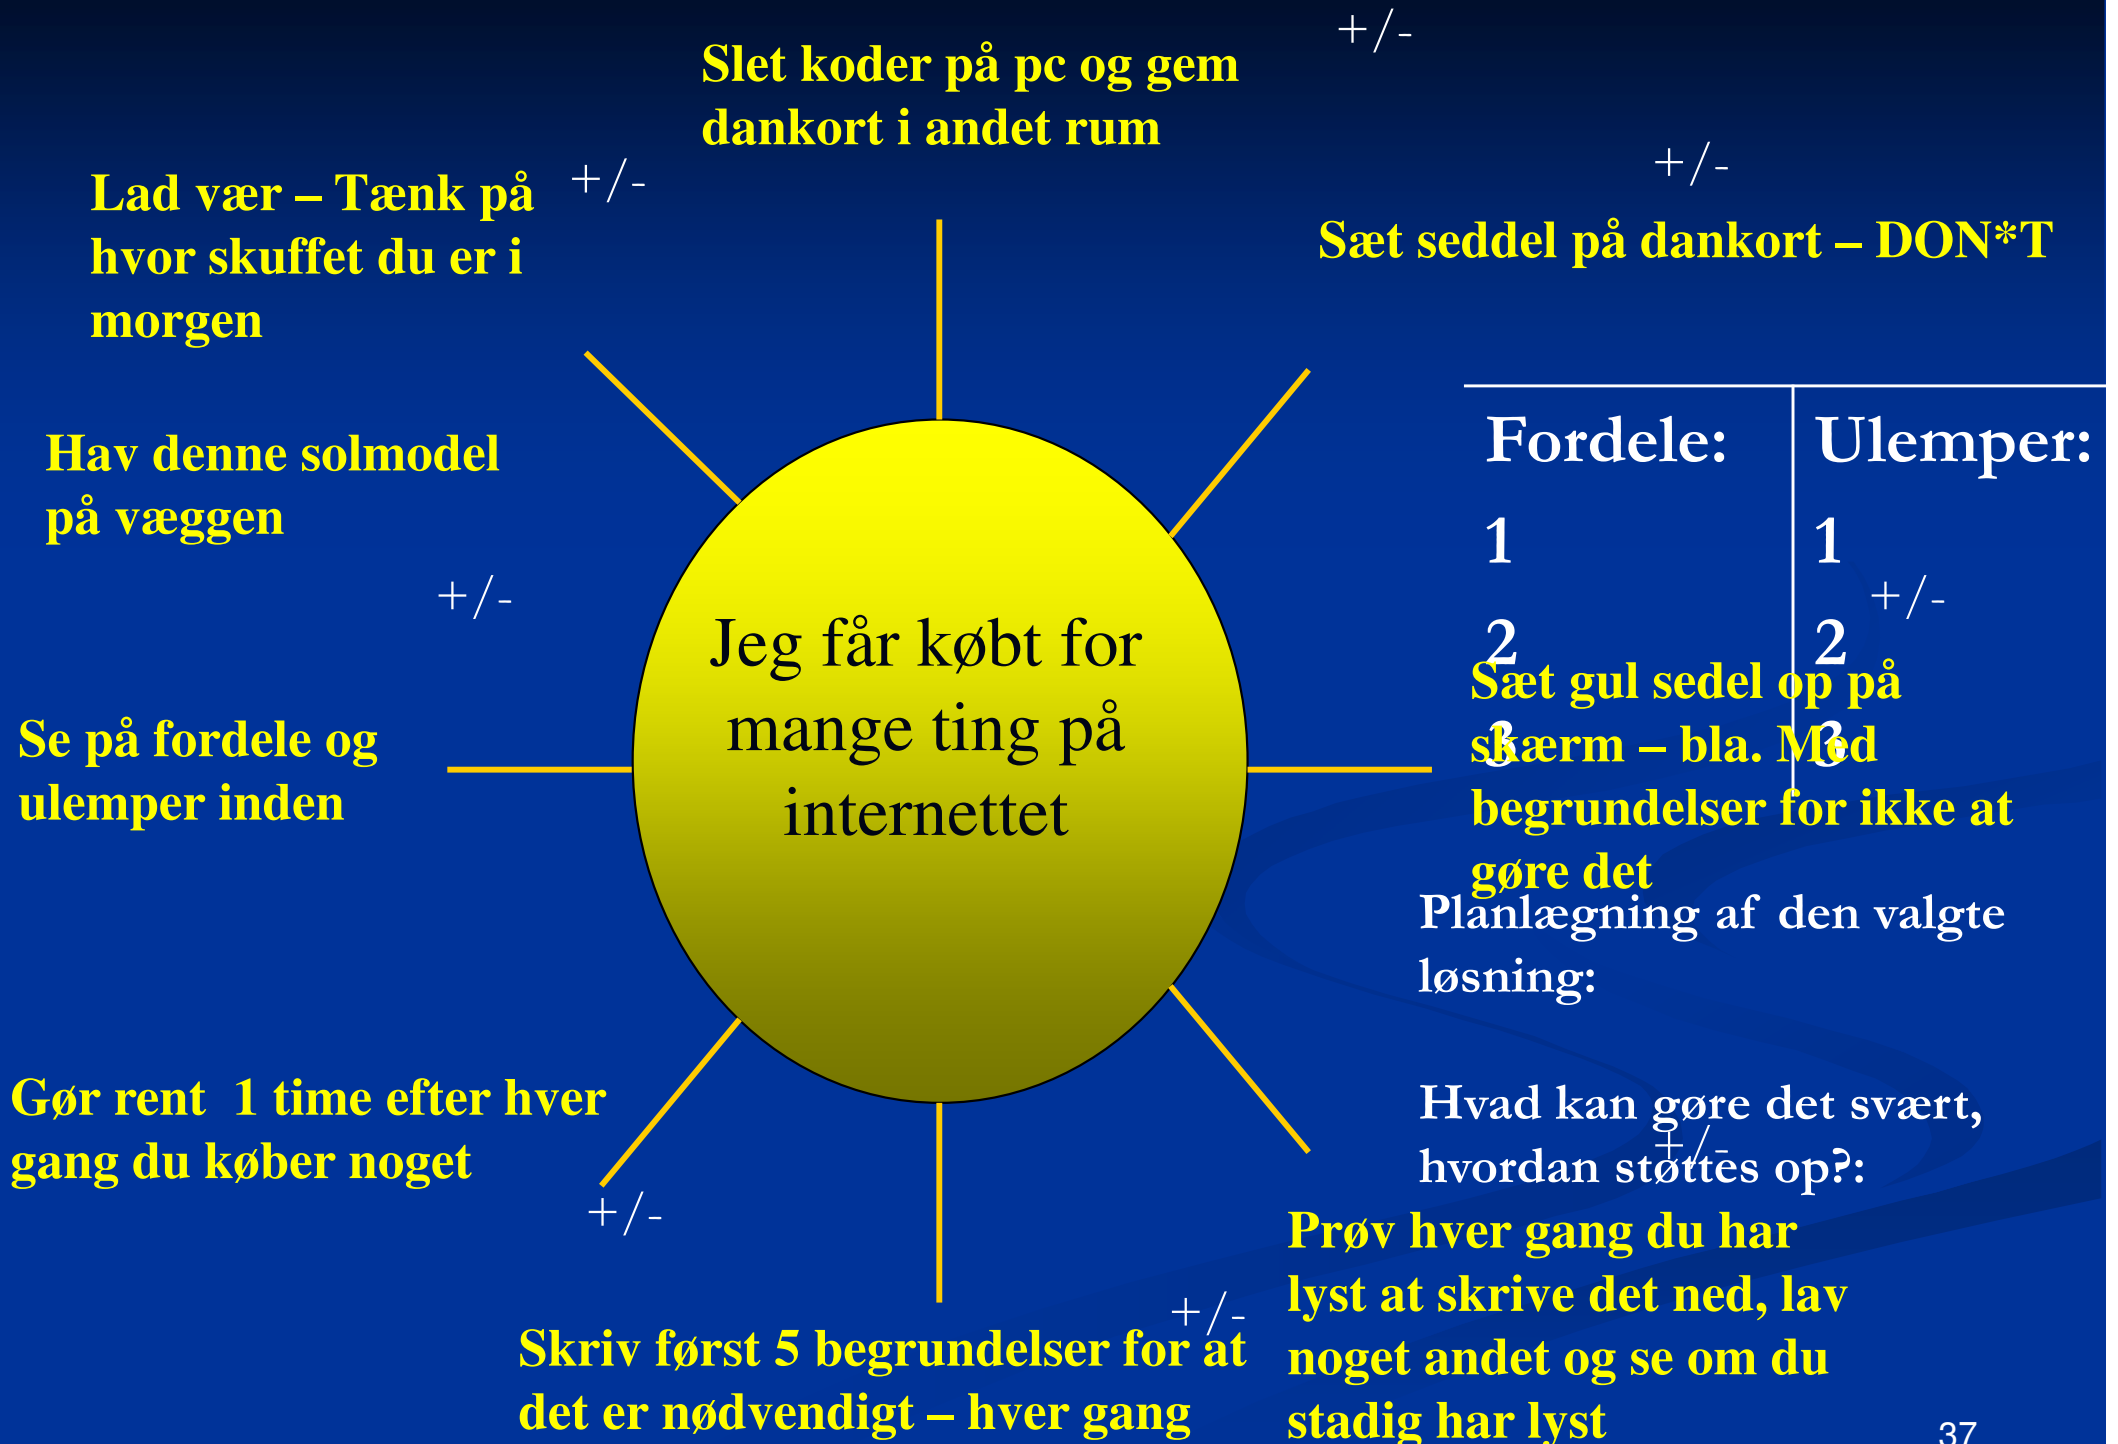 +/-
Slet koder på pc og gem
dankort i andet rum
+/-
Lad vær – Tænk på
hvor skuffet du er i
morgen
+/-
Sæt seddel på dankort – DON*T
Hav denne solmodel
på væggen
+/-
Fordele:
Ulemper:
1
1
2
2
3
3
+/-
Jeg får købt for
mange ting på
internettet
Sæt gul sedel op på
skærm – bla. Med
begrundelser for ikke at
gøre det
Se på fordele og
ulemper inden
Planlægning af den valgte
løsning:
Hvad kan gøre det svært,
hvordan støttes op?:
+/-
Gør rent 1 time efter hver
gang du køber noget
+/-
Prøv hver gang du har
lyst at skrive det ned, lav
noget andet og se om du
stadig har lyst
+/-
Skriv først 5 begrundelser for at
det er nødvendigt – hver gang
37